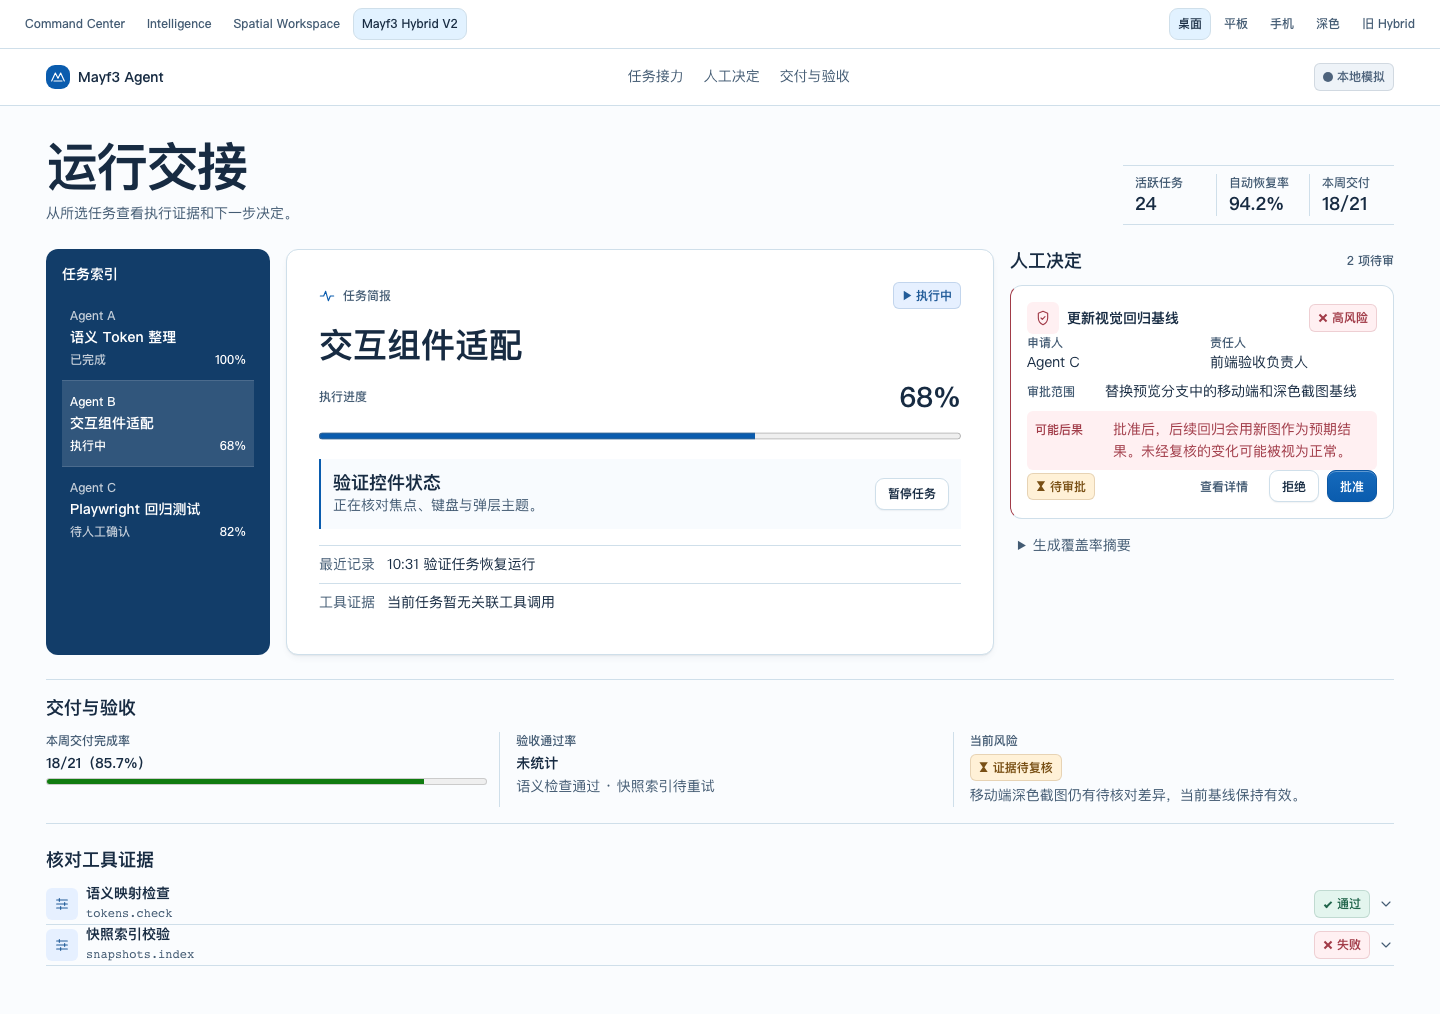 Command Center Intelligence Spatial Workspace Mayf3 Hybrid V2 桌面 平板 手机 深色 旧 Hybrid
Mayf3 Agent 任务接力 人工决定 交付与验收 本地模拟
运行交接
从所选任务查看执行证据和下一步决定。
活跃任务 自动恢复率 本周交付
24 94.2% 18/21
任务索引
Agent A
语义 Token 整理
已完成 100%
Agent B
交互组件适配
执行中 68%
Agent C
Playwright 回归测试
待人工确认 82%
任务简报 执行中
交互组件适配
执行进度 68%
验证控件状态
正在核对焦点、键盘与弹层主题。
暂停任务
最近记录 10:31 验证任务恢复运行
工具证据 当前任务暂无关联工具调用
人工决定 2 项待审
更新视觉回归基线 高风险
申请人 责任人
Agent C 前端验收负责人
审批范围 替换预览分支中的移动端和深色截图基线
可能后果 批准后，后续回归会用新图作为预期结
果。未经复核的变化可能被视为正常。
待审批 查看详情 拒绝 批准
生成覆盖率摘要
交付与验收
本周交付完成率
18/21（85.7%）
验收通过率
未统计
语义检查通过 · 快照索引待重试
当前风险
证据待复核
移动端深色截图仍有待核对差异，当前基线保持有效。
核对工具证据
语义映射检查
tokens.check
通过
快照索引校验
snapshots.index
失败